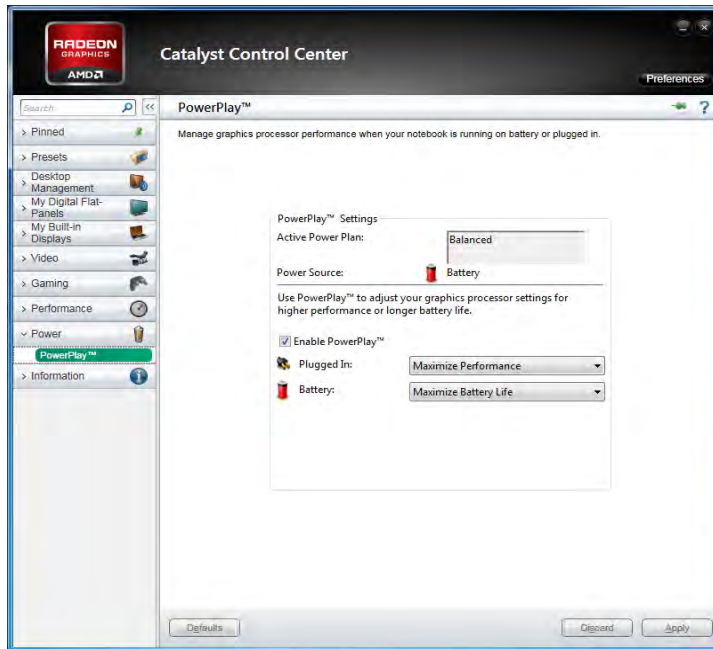 RADEON
GRAPHICS
AMD
Catalyst Control Center
Preferences
Search
<<
PowerPlay™
?
> Pinned
> Presets
> Desktop
Management
> My Digital Flat-
Panels
> My Built-in
Displays
> Video
> Gaming
> Performance
Power
PowerPlay™
> Information
Manage graphics processor performance when your notebook is running on battery or plugged in.
PowerPlay™ Settings
Active Power Plan:
Balanced
Power Source:
Battery
Use PowerPlay™ to adjust your graphics processor settings for
higher performance or longer battery life.
Enable PowerPlay™
Plugged In:
Maximize Performance
Battery:
Maximize Battery Life
Defaults
Discard
Apply